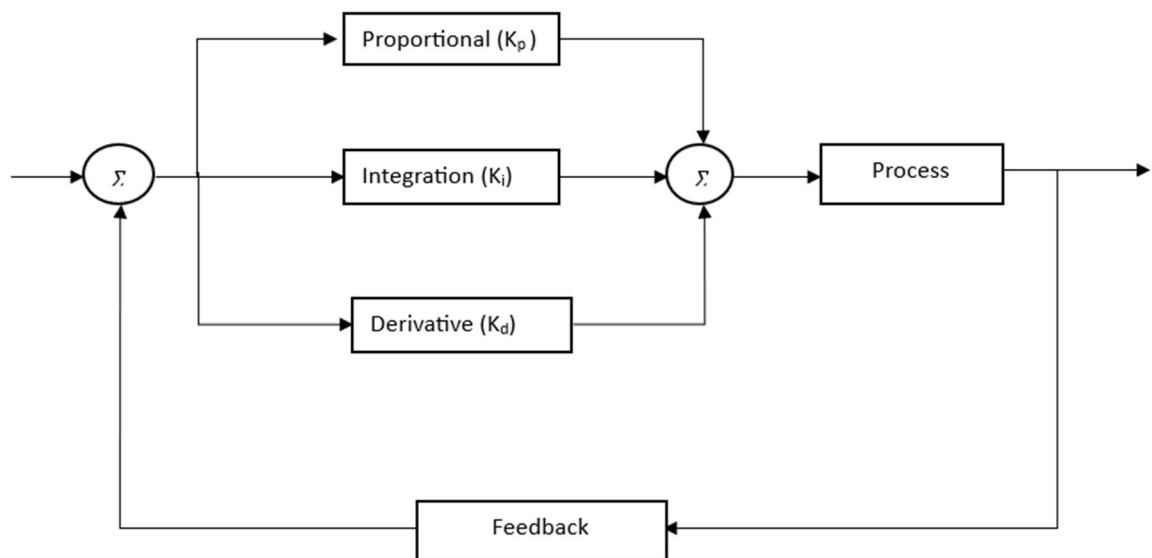 Proportional (Kp)
Σ
Integration (Ki)
Σ
Process
Derivative (Kd)
Feedback